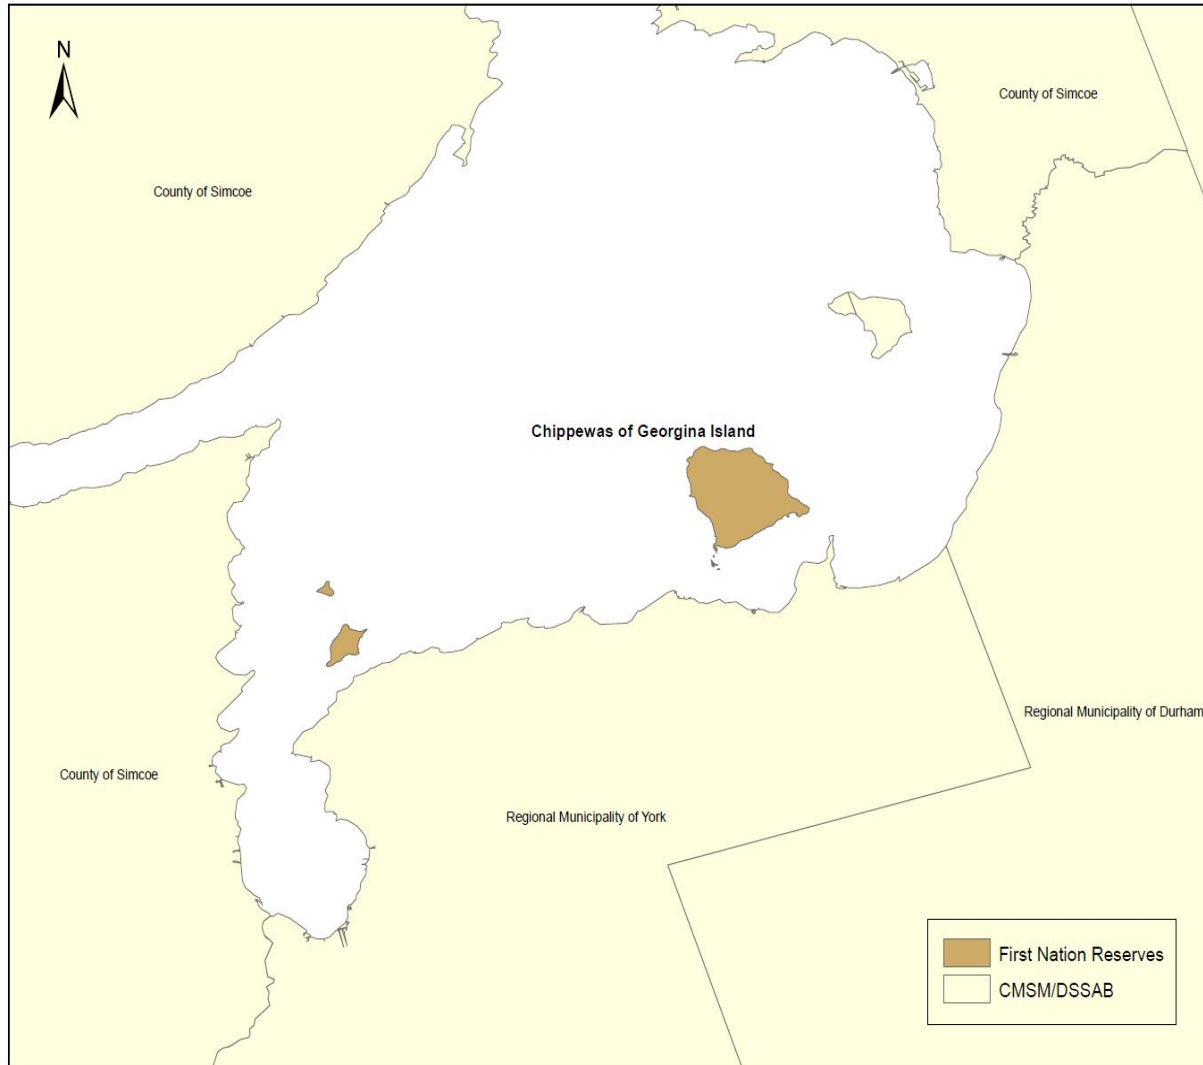 N
County of Simcoe
County of Simcoe
Chippewas of Georgina Island
Regional Municipality of Durham
County of Simcoe
Regional Municipality of York
First Nation Reserves
CMSM/DSSAB